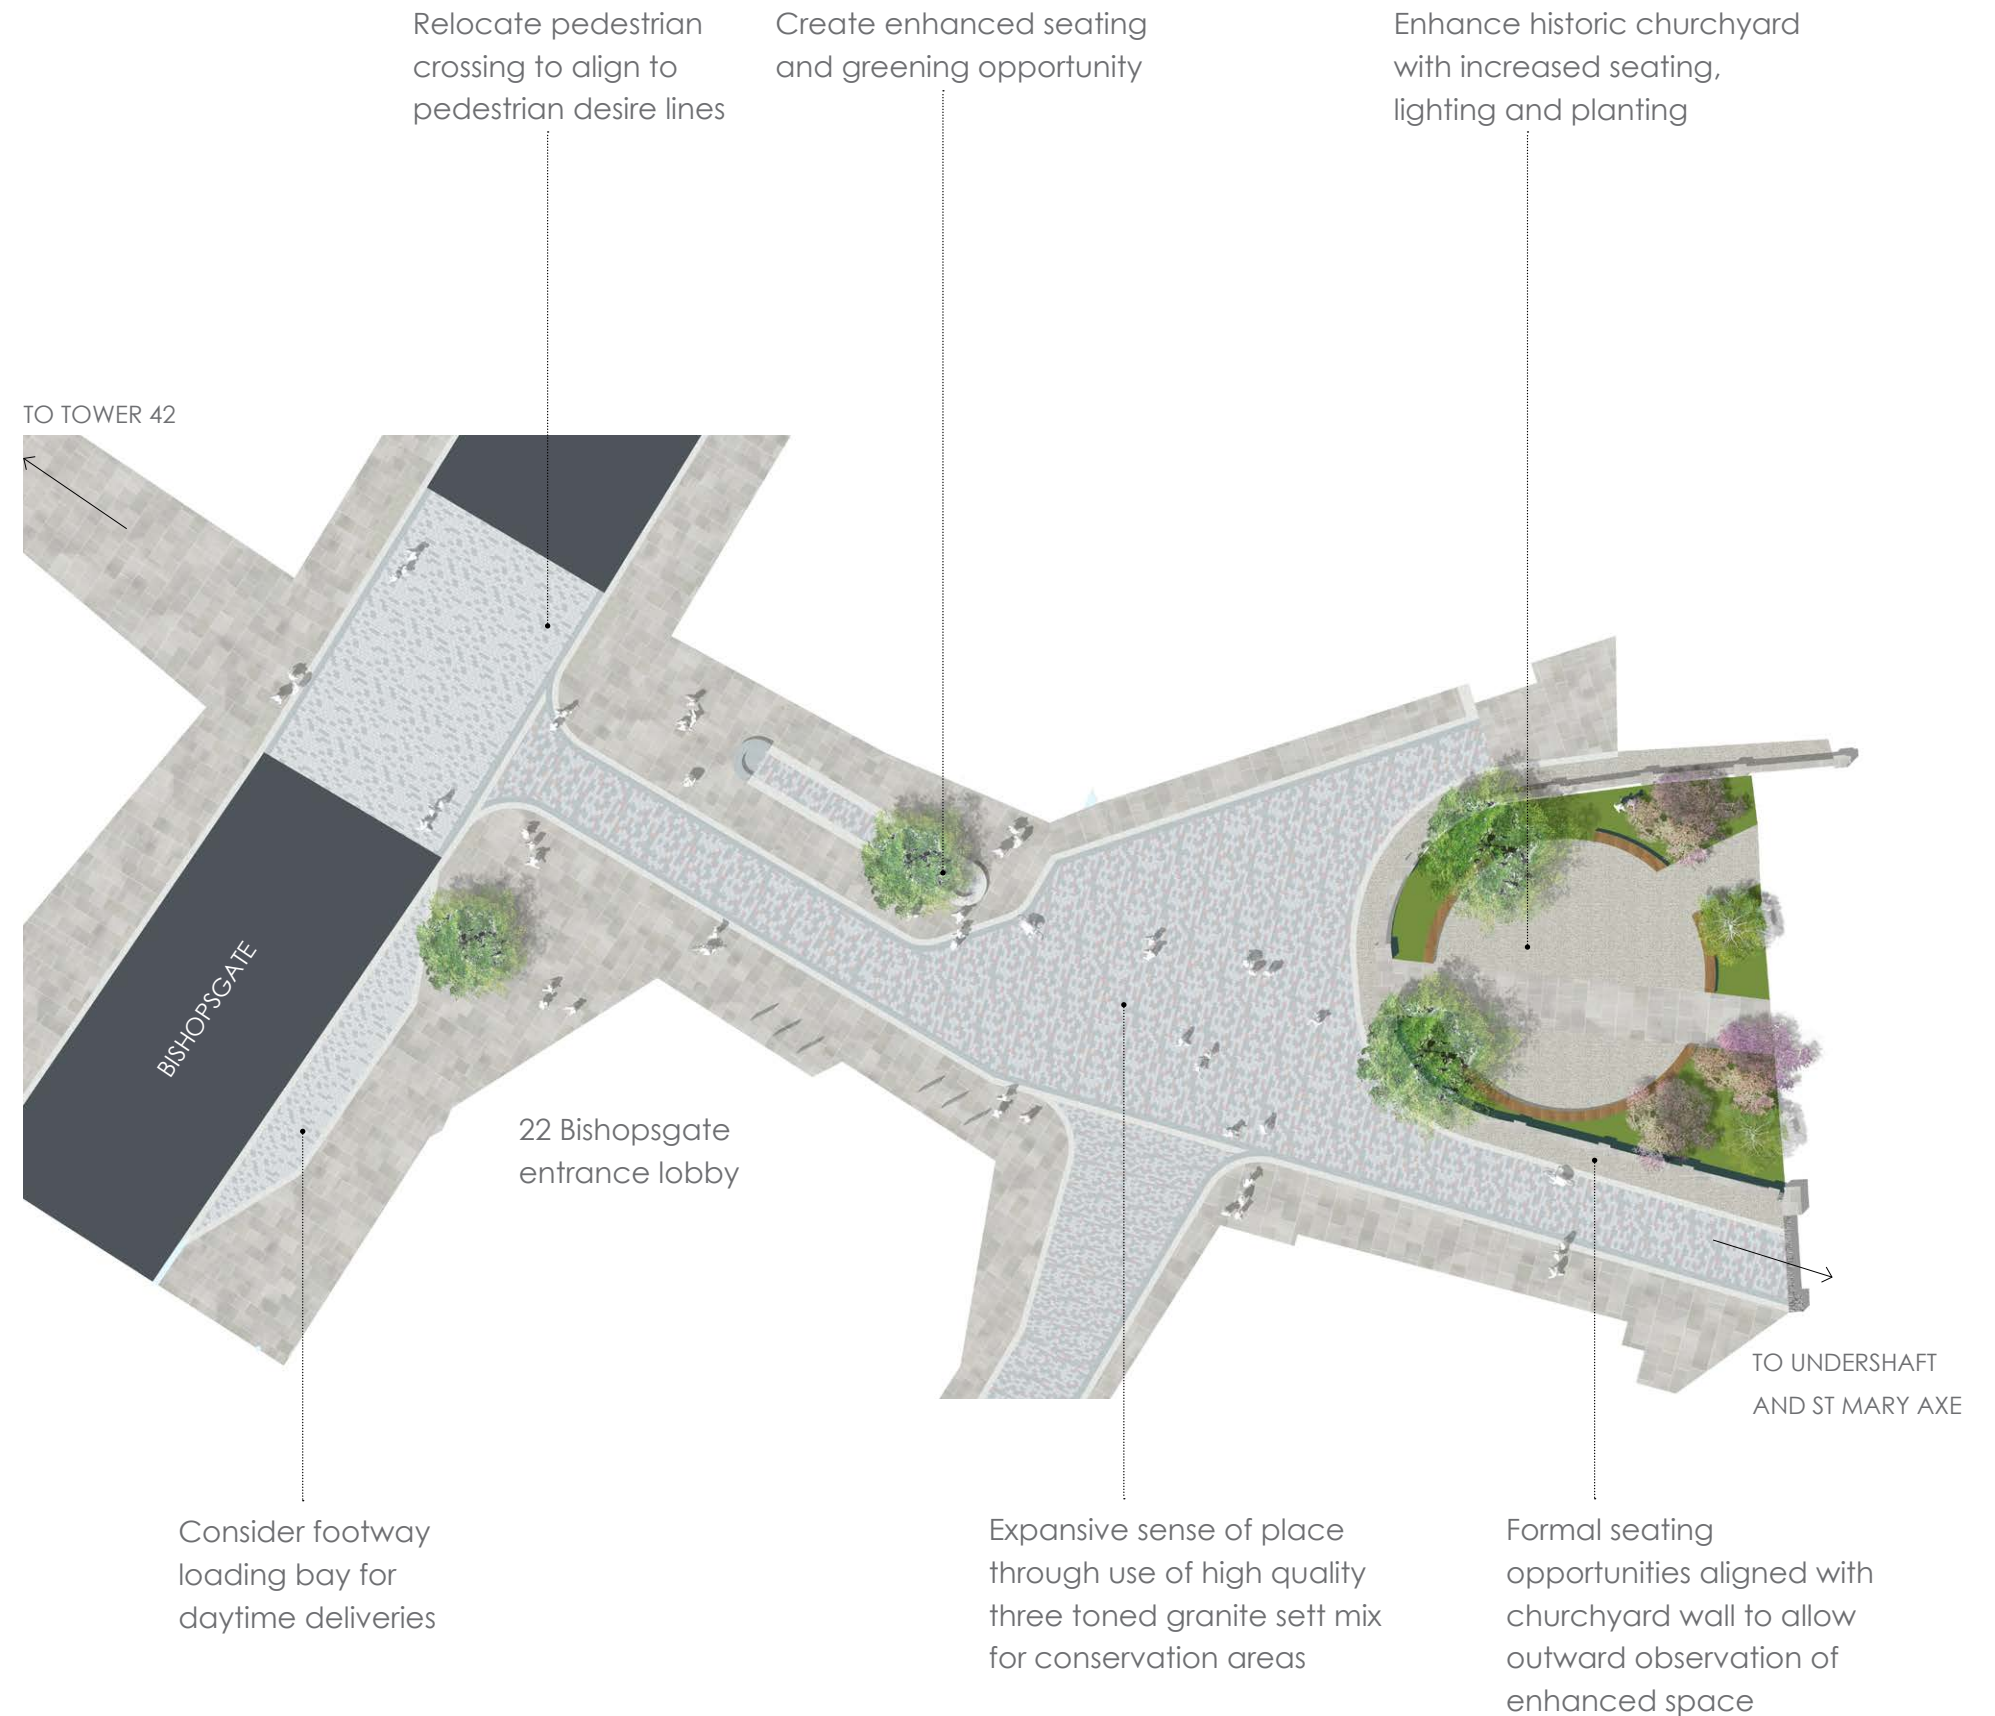 Relocate pedestrian
crossing to align to
pedestrian desire lines
Create enhanced seating
and greening opportunity
Enhance historic churchyard
with increased seating,
lighting and planting
TO TOWER 42
BISHOPSGATE
22 Bishopsgate
entrance lobby
TO UNDERSHAFT
AND ST MARY AXE
Consider footway
loading bay for
daytime deliveries
Expansive sense of place
through use of high quality
three toned granite sett mix
for conservation areas
Formal seating
opportunities aligned with
churchyard wall to allow
outward observation of
enhanced space